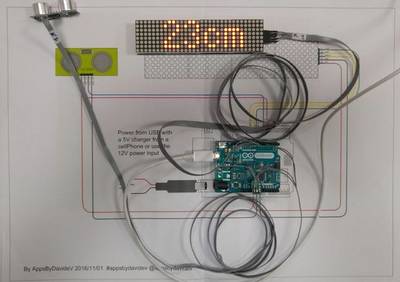 23cm
Power from USB with
a 5V charger from a
cellPhone or use the
12V power input
By AppsByDavideV 2016/11/01 #appsbydavidev